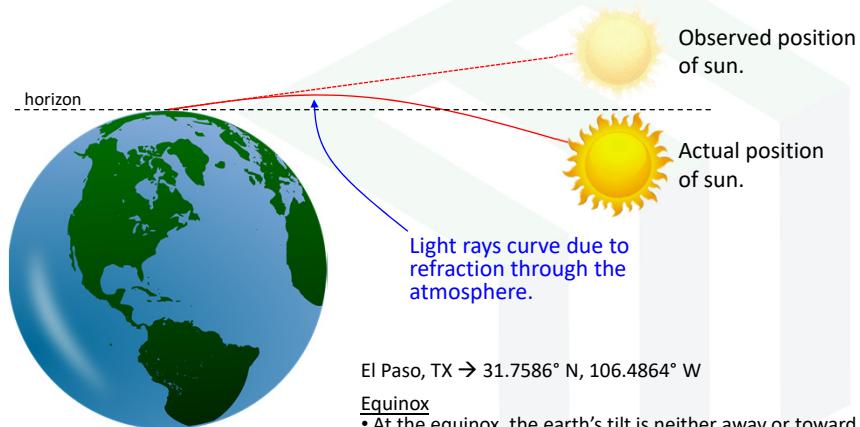 Observed position
of sun.
horizon
Actual position
of sun.
Light rays curve due to
refraction through the
atmosphere.
El Paso, TX → 31.7586° N, 106.4864° W
Equinox
• At the equinox, the earth's tilt is neither away or toward